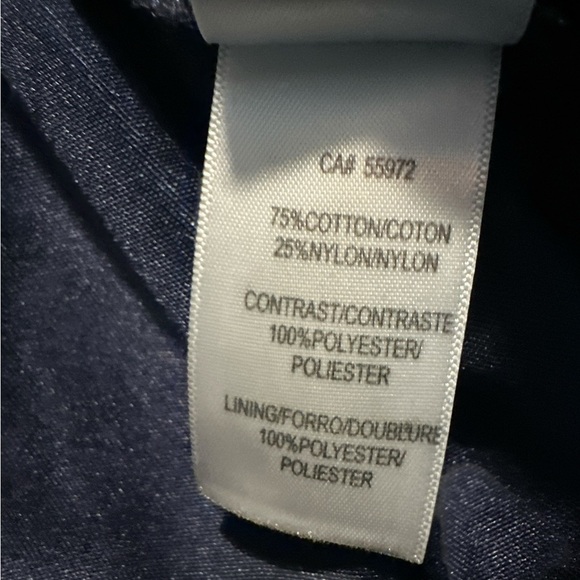 CA# 55972
75%COTTON/COTON
25%NYLON/NYLON
CONTRAST/CONTRASTE
100%POLYESTER/
POLIESTER
LINING/FORRO/DOUBLURE
100%POLYESTER/
POLIESTER